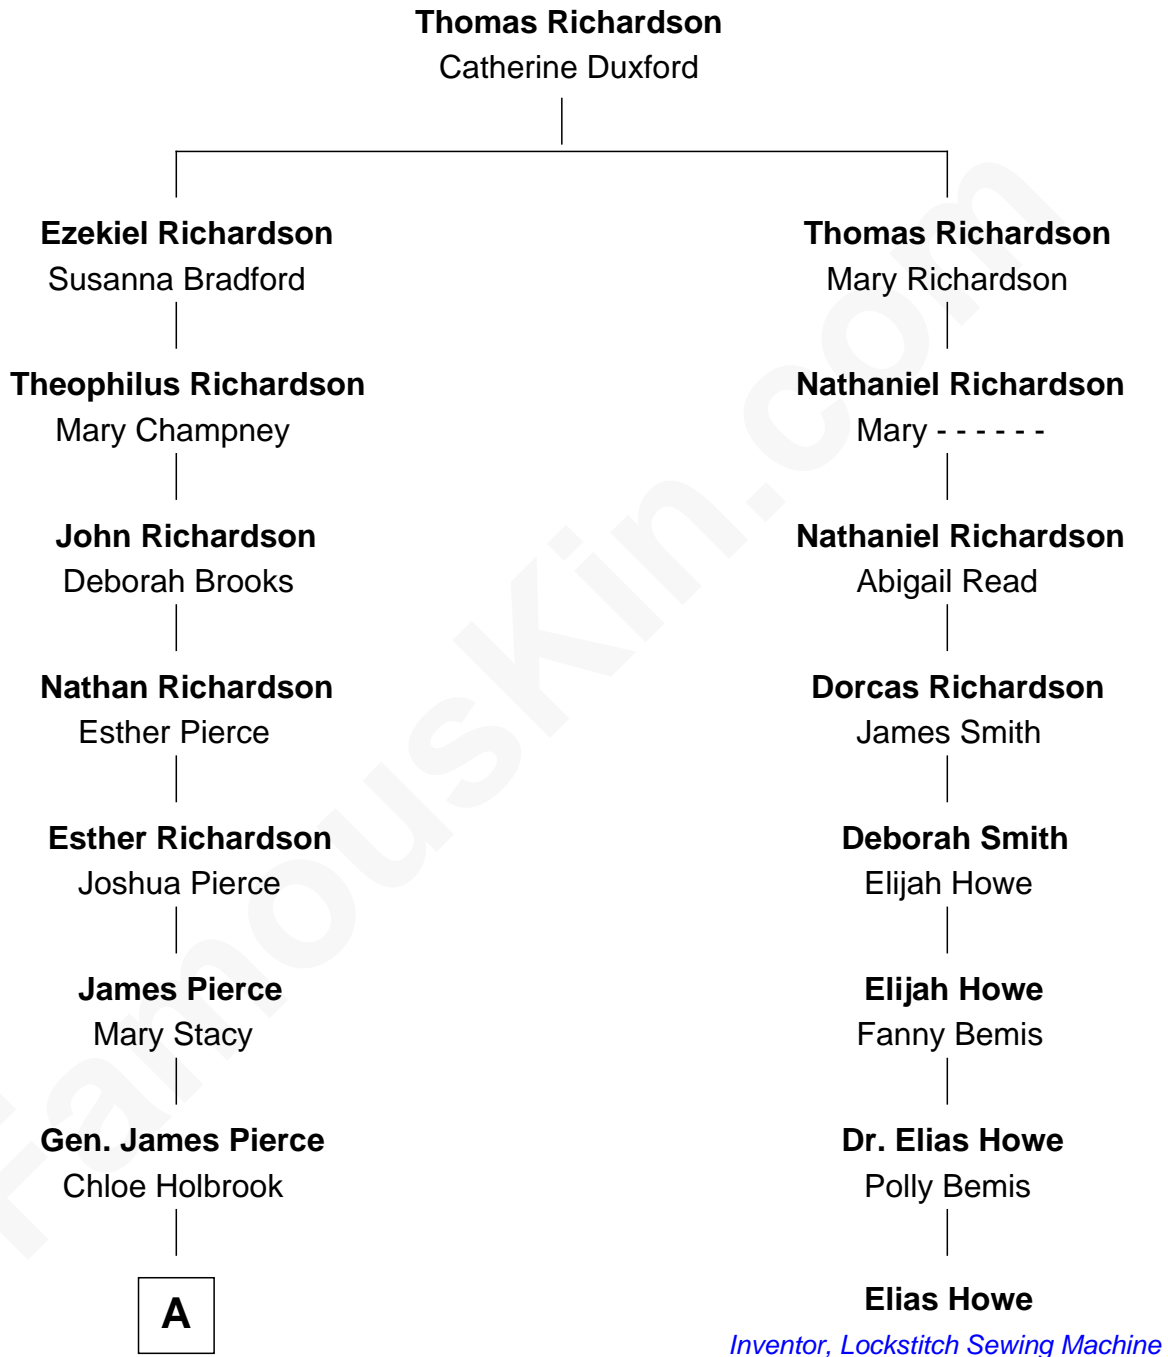 Thomas Richardson
Catherine Duxford
Ezekiel Richardson
Susanna Bradford
Theophilus Richardson
Mary Champney
John Richardson
Deborah Brooks
Nathan Richardson
Esther Pierce
Esther Richardson
Joshua Pierce
James Pierce
Mary Stacy
Gen. James Pierce
Chloe Holbrook
A
Thomas Richardson
Mary Richardson
Nathaniel Richardson
Mary - - - - - -
Nathaniel Richardson
Abigail Read
Dorcas Richardson
James Smith
Deborah Smith
Elijah Howe
Elijah Howe
Fanny Bemis
Dr. Elias Howe
Polly Bemis
Elias Howe
Inventor, Lockstitch Sewing Machine
FamousKin.com